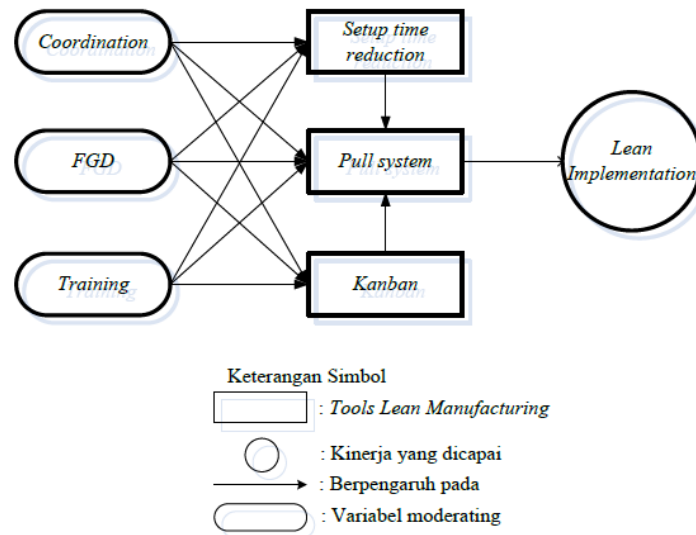 Coordination
Setup time
reduction
FGD
Pull system
Lean
Implementation
Training
Kanban
Keterangan Simbol
: Tools Lean Manufacturing
: Kinerja yang dicapai
: Berpengaruh pada
: Variabel moderating